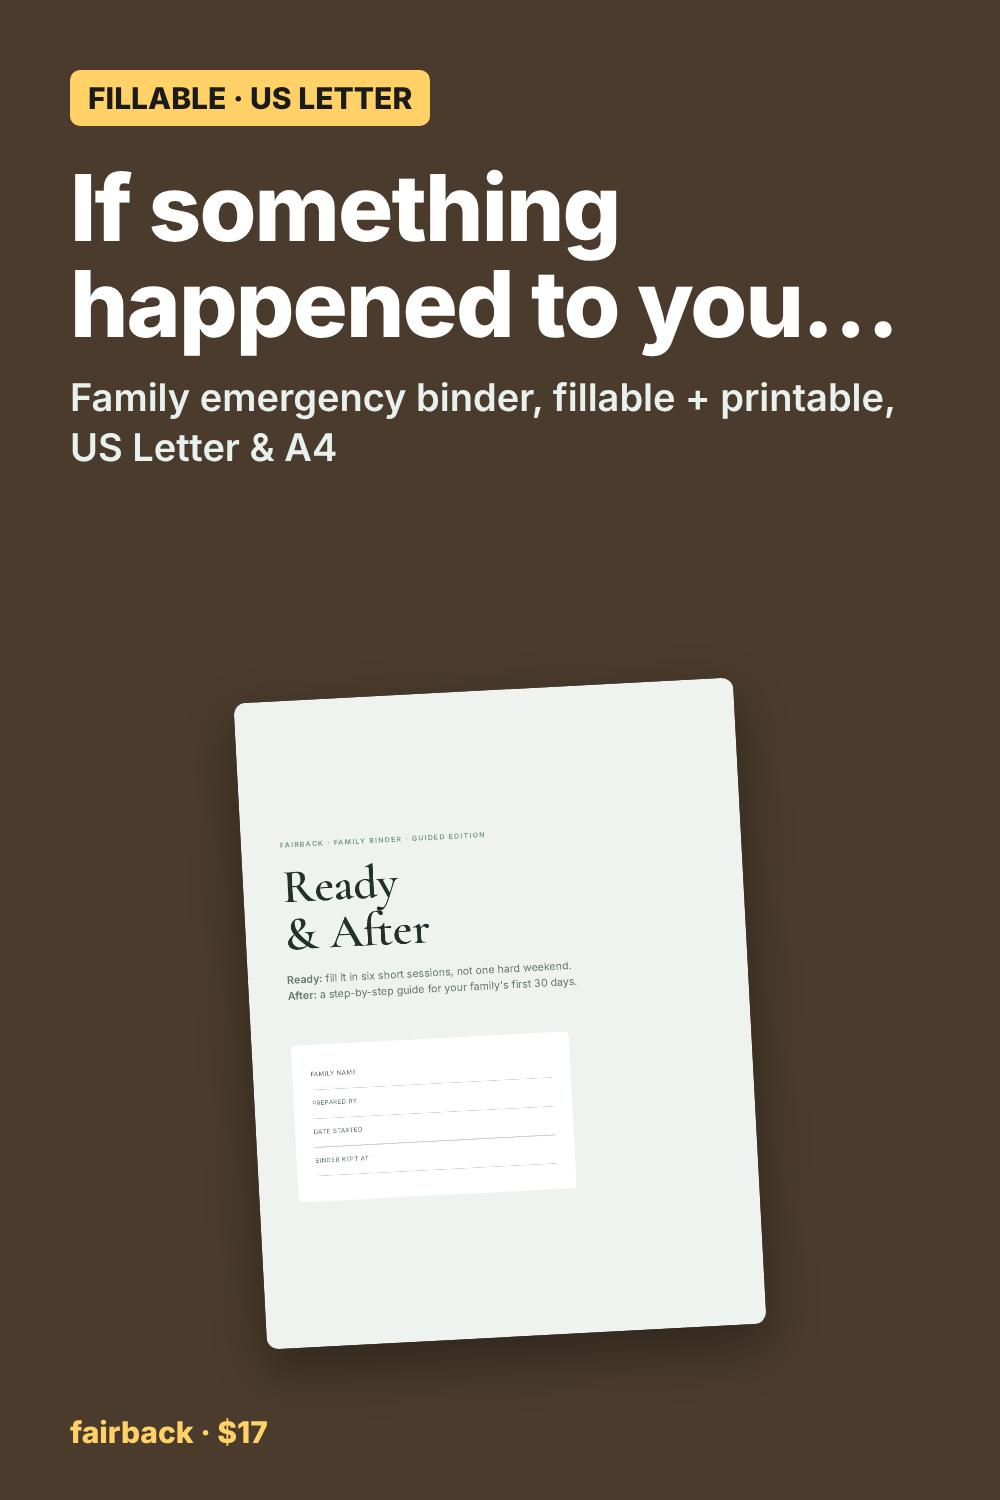 FILLABLE · US LETTER
If something
happened to you…
Family emergency binder, fillable + printable,
US Letter & A4
FAIRBACK · FAMILY BINDER · GUIDED EDITION
Ready
& After
Ready: fill it in six short sessions, not one hard weekend.
After: a step-by-step guide for your family's first 30 days.
FAMILY NAME
PREPARED BY
DATE STARTED
BINDER KEPT AT
fairback · $17